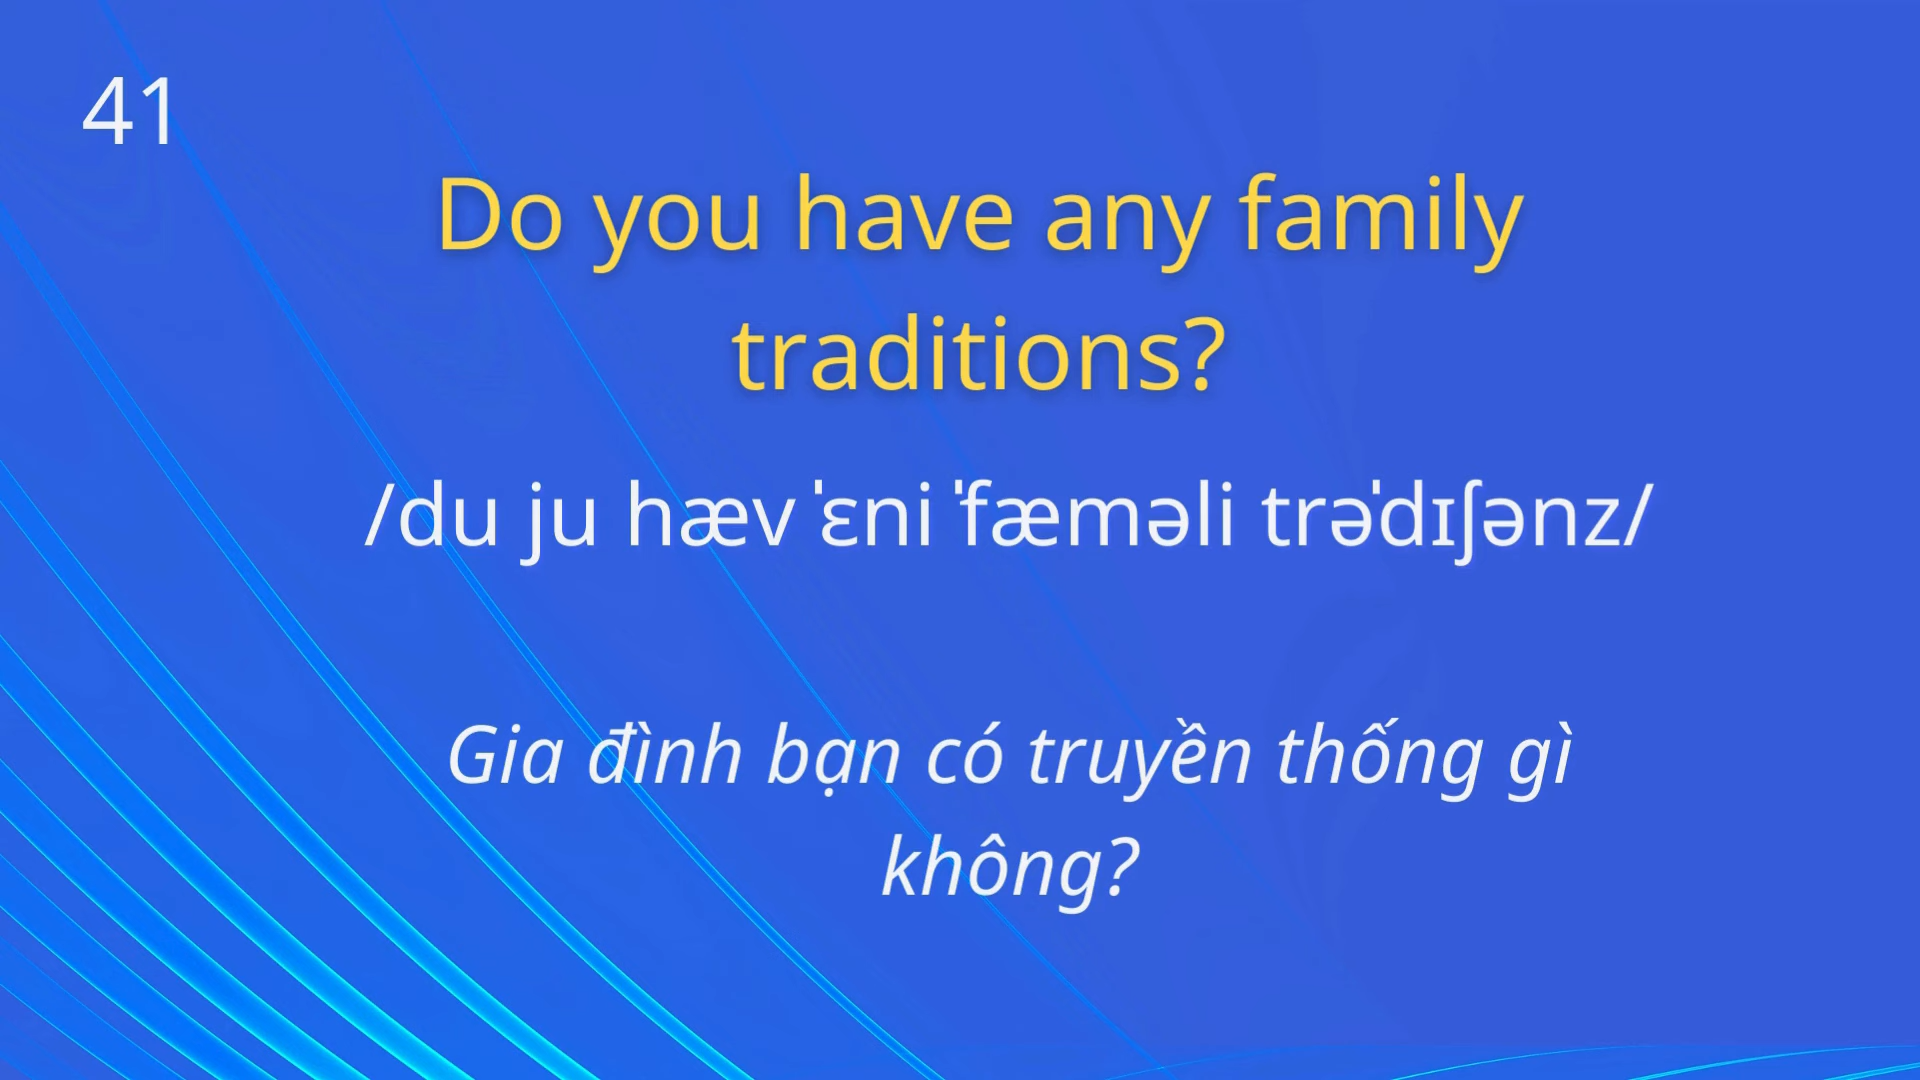 41
Do you have any family
traditions?
/du ju hæv ˈɛni ˈfæməli trəˈdɪʃənz/
Gia đình bạn có truyền thống gì
không?